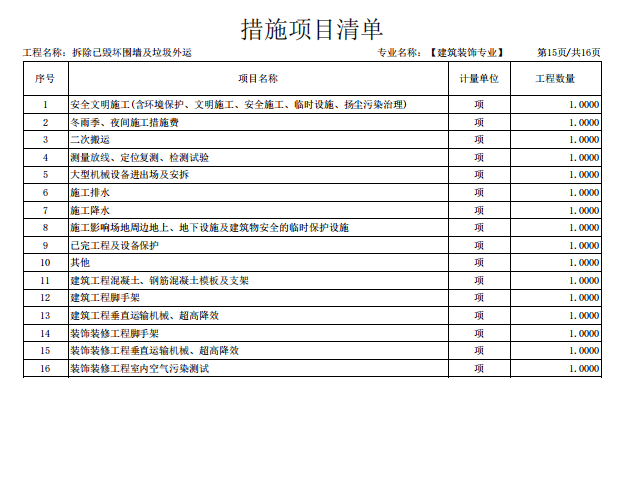 措施项目清单
工程名称：拆除已毁坏围墙及垃圾外运 专业名称：【建筑装饰专业】 第15页/共16页
序号 项目名称 计量单位 工程数量
1 安全文明施工(含环境保护、文明施工、安全施工、临时设施、扬尘污染治理) 项 1.0000
2 冬雨季、夜间施工措施费 项 1.0000
3 二次搬运 项 1.0000
4 测量放线、定位复测、检测试验 项 1.0000
5 大型机械设备进出场及安拆 项 1.0000
6 施工排水 项 1.0000
7 施工降水 项 1.0000
8 施工影响场地周边地上、地下设施及建筑物安全的临时保护设施 项 1.0000
9 已完工程及设备保护 项 1.0000
10 其他 项 1.0000
11 建筑工程混凝土、钢筋混凝土模板及支架 项 1.0000
12 建筑工程脚手架 项 1.0000
13 建筑工程垂直运输机械、超高降效 项 1.0000
14 装饰装修工程脚手架 项 1.0000
15 装饰装修工程垂直运输机械、超高降效 项 1.0000
16 装饰装修工程室内空气污染测试 项 1.0000